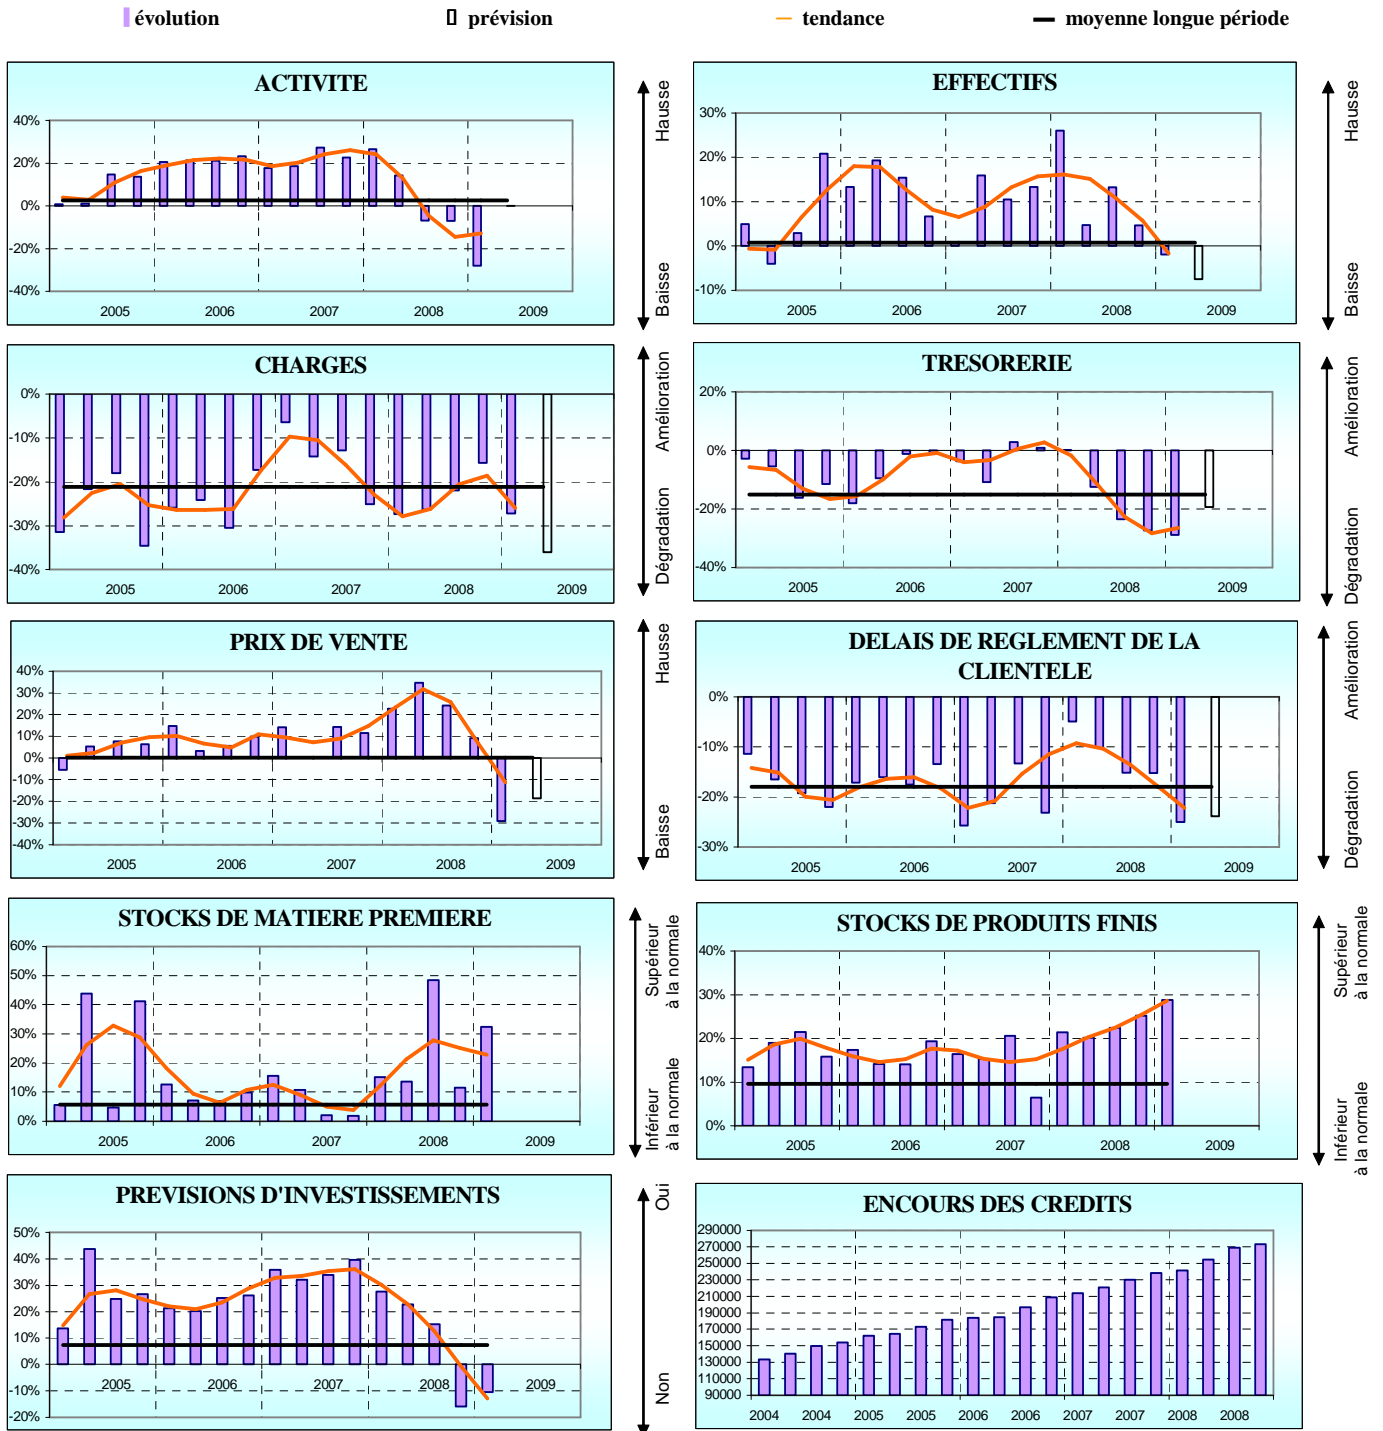 évolution prévision tendance moyenne longue période
ACTIVITE
40%
20%
0%
-20%
-40%
2005 2006 2007 2008 2009
Hausse
Baisse
EFFECTIFS
30%
20%
10%
0%
-10%
2005 2006 2007 2008 2009
Hausse
Baisse
CHARGES
0%
-10%
-20%
-30%
-40%
2005 2006 2007 2008 2009
Amélioration
Dégradation
TRESORERIE
20%
0%
-20%
-40%
2005 2006 2007 2008 2009
Amélioration
Dégradation
PRIX DE VENTE
40%
30%
20%
10%
0%
-10%
-20%
-30%
-40%
2005 2006 2007 2008 2009
Hausse
Baisse
DELAIS DE REGLEMENT DE LA
CLIENTELE
0%
-10%
-20%
-30%
2005 2006 2007 2008 2009
Amélioration
Dégradation
STOCKS DE MATIERE PREMIERE
60%
50%
40%
30%
20%
10%
0%
2005 2006 2007 2008 2009
Supérieur
à la normale
Inférieur
à la normale
STOCKS DE PRODUITS FINIS
40%
30%
20%
10%
0%
2005 2006 2007 2008 2009
Supérieur
à la normale
Inférieur
à la normale
PREVISIONS D'INVESTISSEMENTS
50%
40%
30%
20%
10%
0%
-10%
-20%
2005 2006 2007 2008 2009
Oui
Non
ENCOURS DES CREDITS
290000
270000
250000
230000
210000
190000
170000
150000
130000
110000
90000
2004 2004 2005 2005 2006 2006 2007 2007 2008 2008